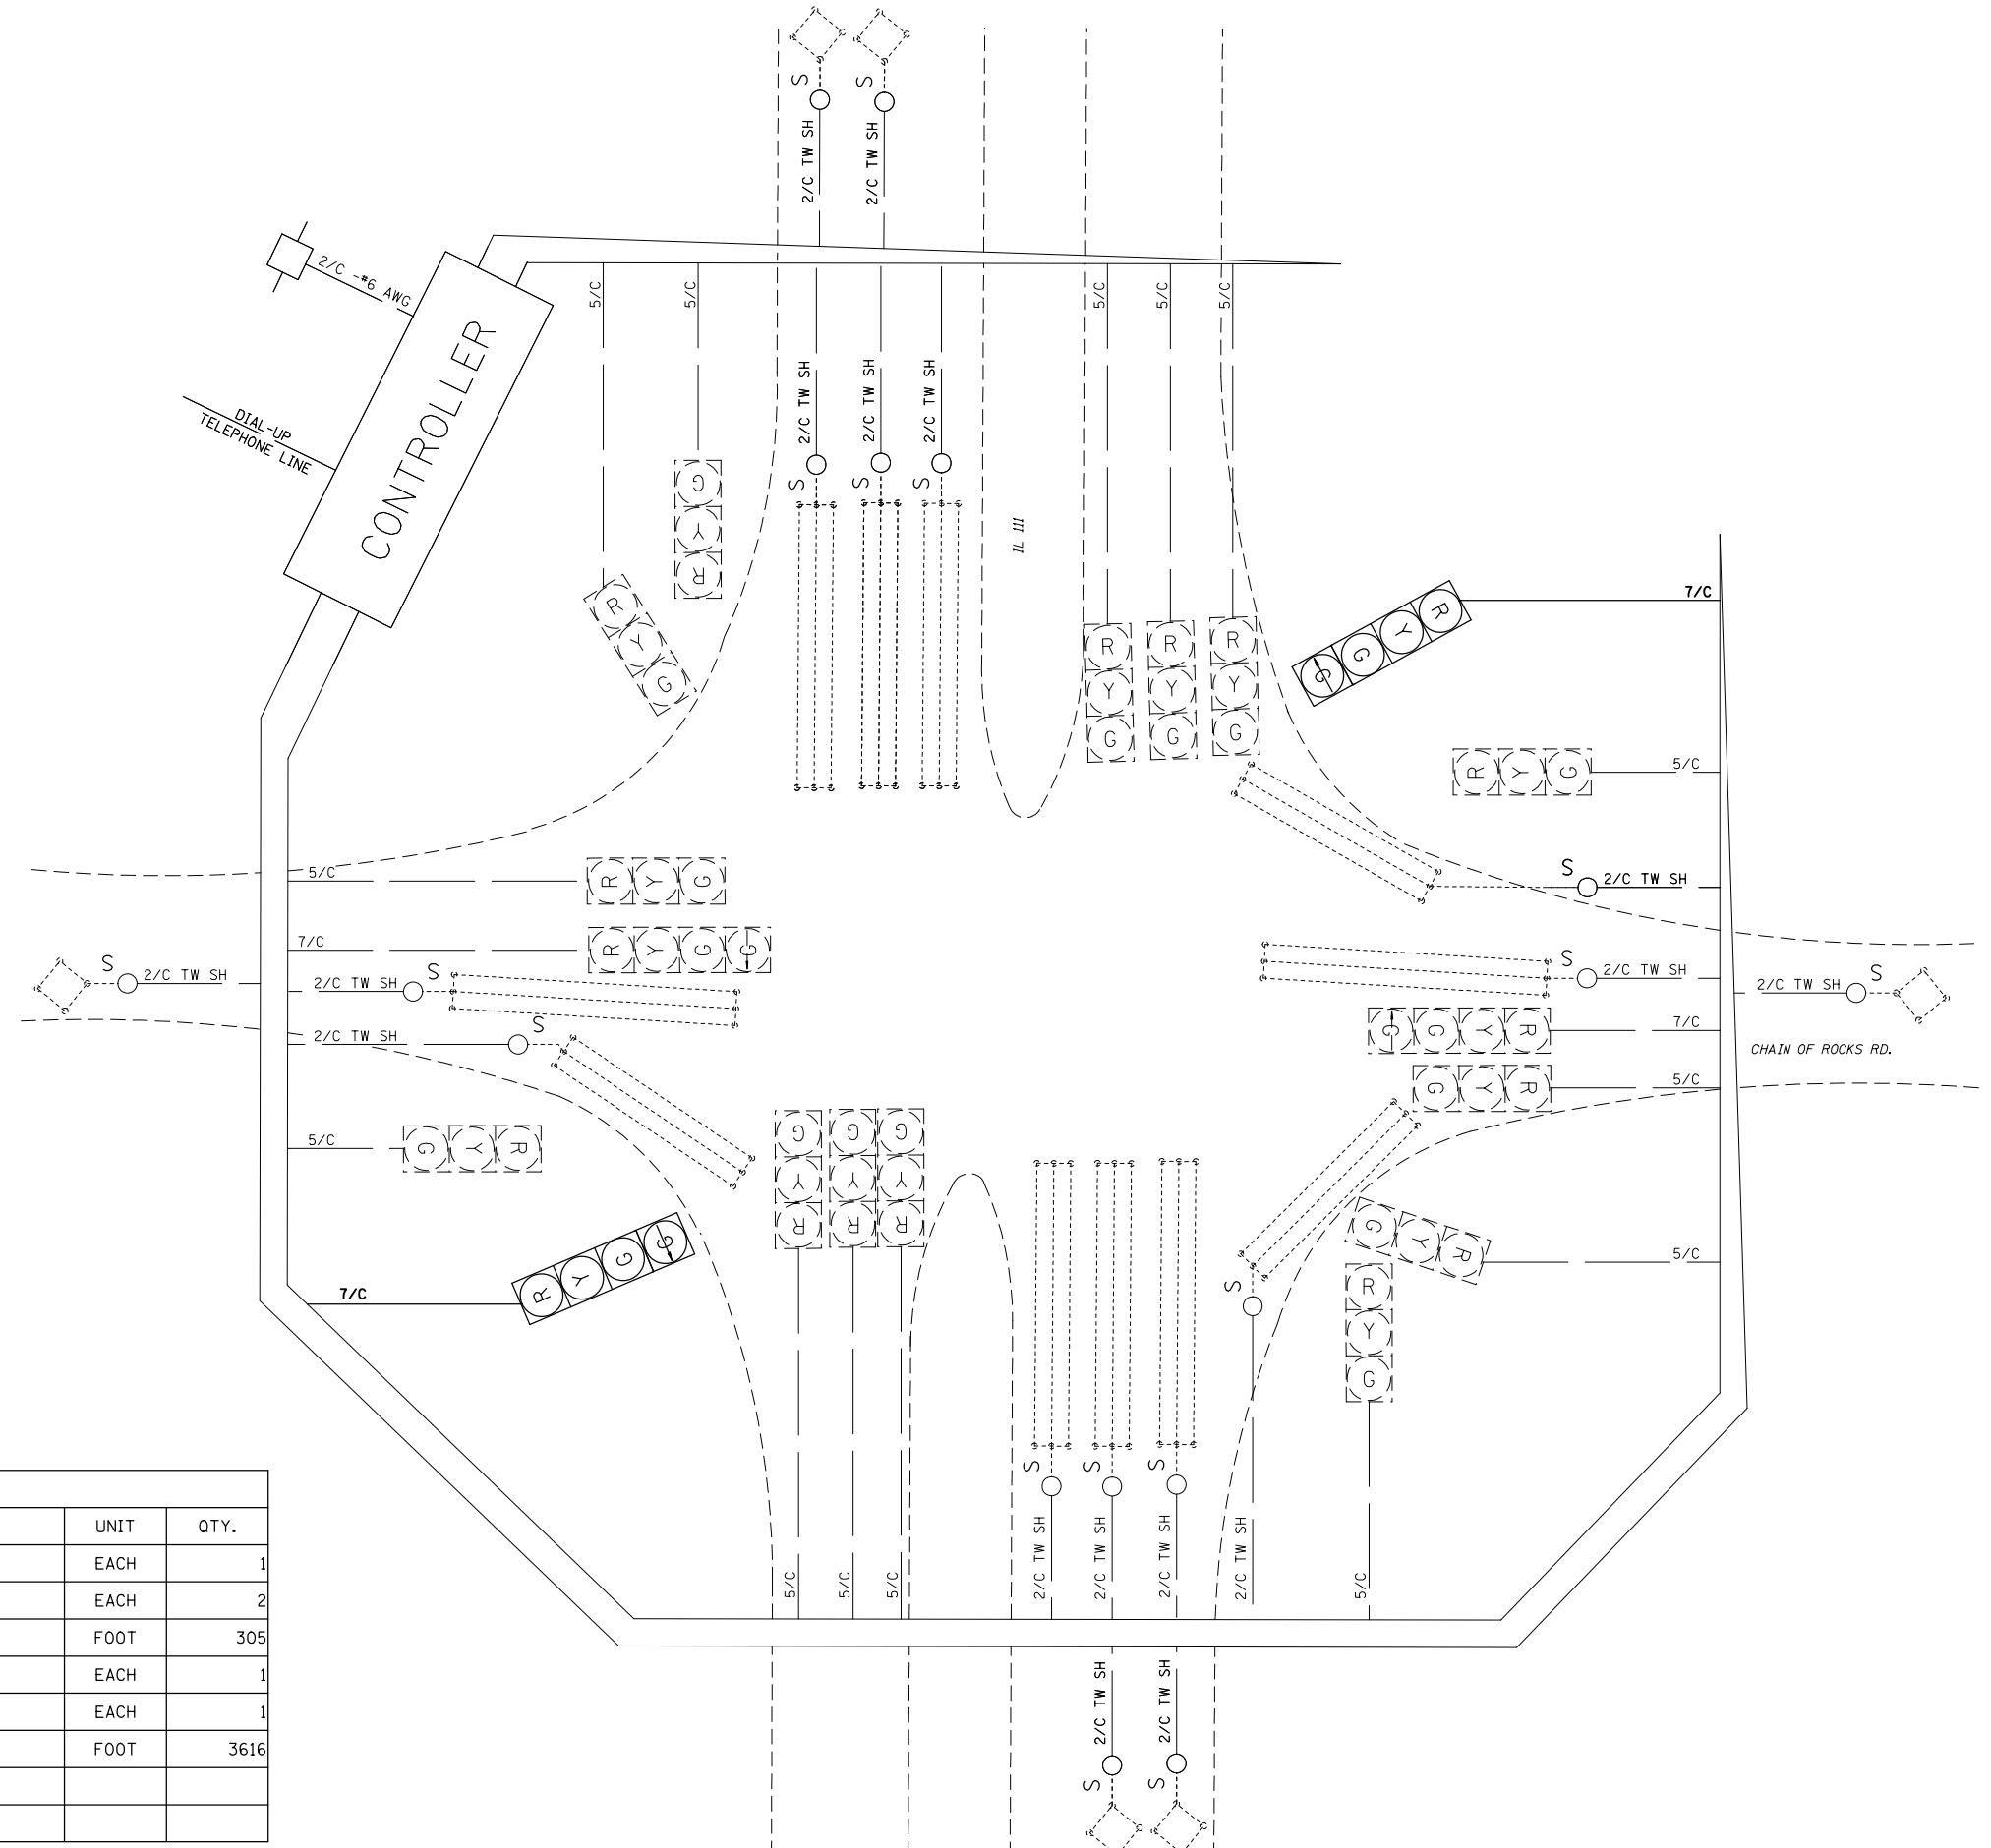 S
S
2/C TW SH
2/C TW SH
2/C -#6 AWG
DIAL-UP
TELEPHONE LINE
CONTROLLER
5/C
5/C
5/C
5/C
5/C
2/C TW SH
2/C TW SH
2/C TW SH
S
S
S
IL 111
G
Y
R
R
Y
G
R
Y
G
R
Y
G
R
Y
G
7/C
R
Y
G
G
R Y G
5/C
5/C
R Y G
S
2/C TW SH
7/C
R Y G G
S
2/C TW SH
S
2/C TW SH
S
2/C TW SH
S
2/C TW SH
S
2/C TW SH
G G Y R
7/C
CHAIN OF ROCKS RD.
G Y R
5/C
5/C
G Y R
G
Y
R
G
Y
R
G
Y
R
G Y R
5/C
7/C
R Y G G
R
Y
G
S
S
S
S
5/C
5/C
5/C
2/C TW SH
2/C TW SH
2/C TW SH
2/C TW SH
5/C
2/C TW SH
2/C TW SH
S
S
UNIT QTY.
EACH 1
EACH 2
FOOT 305
EACH 1
EACH 1
FOOT 3616